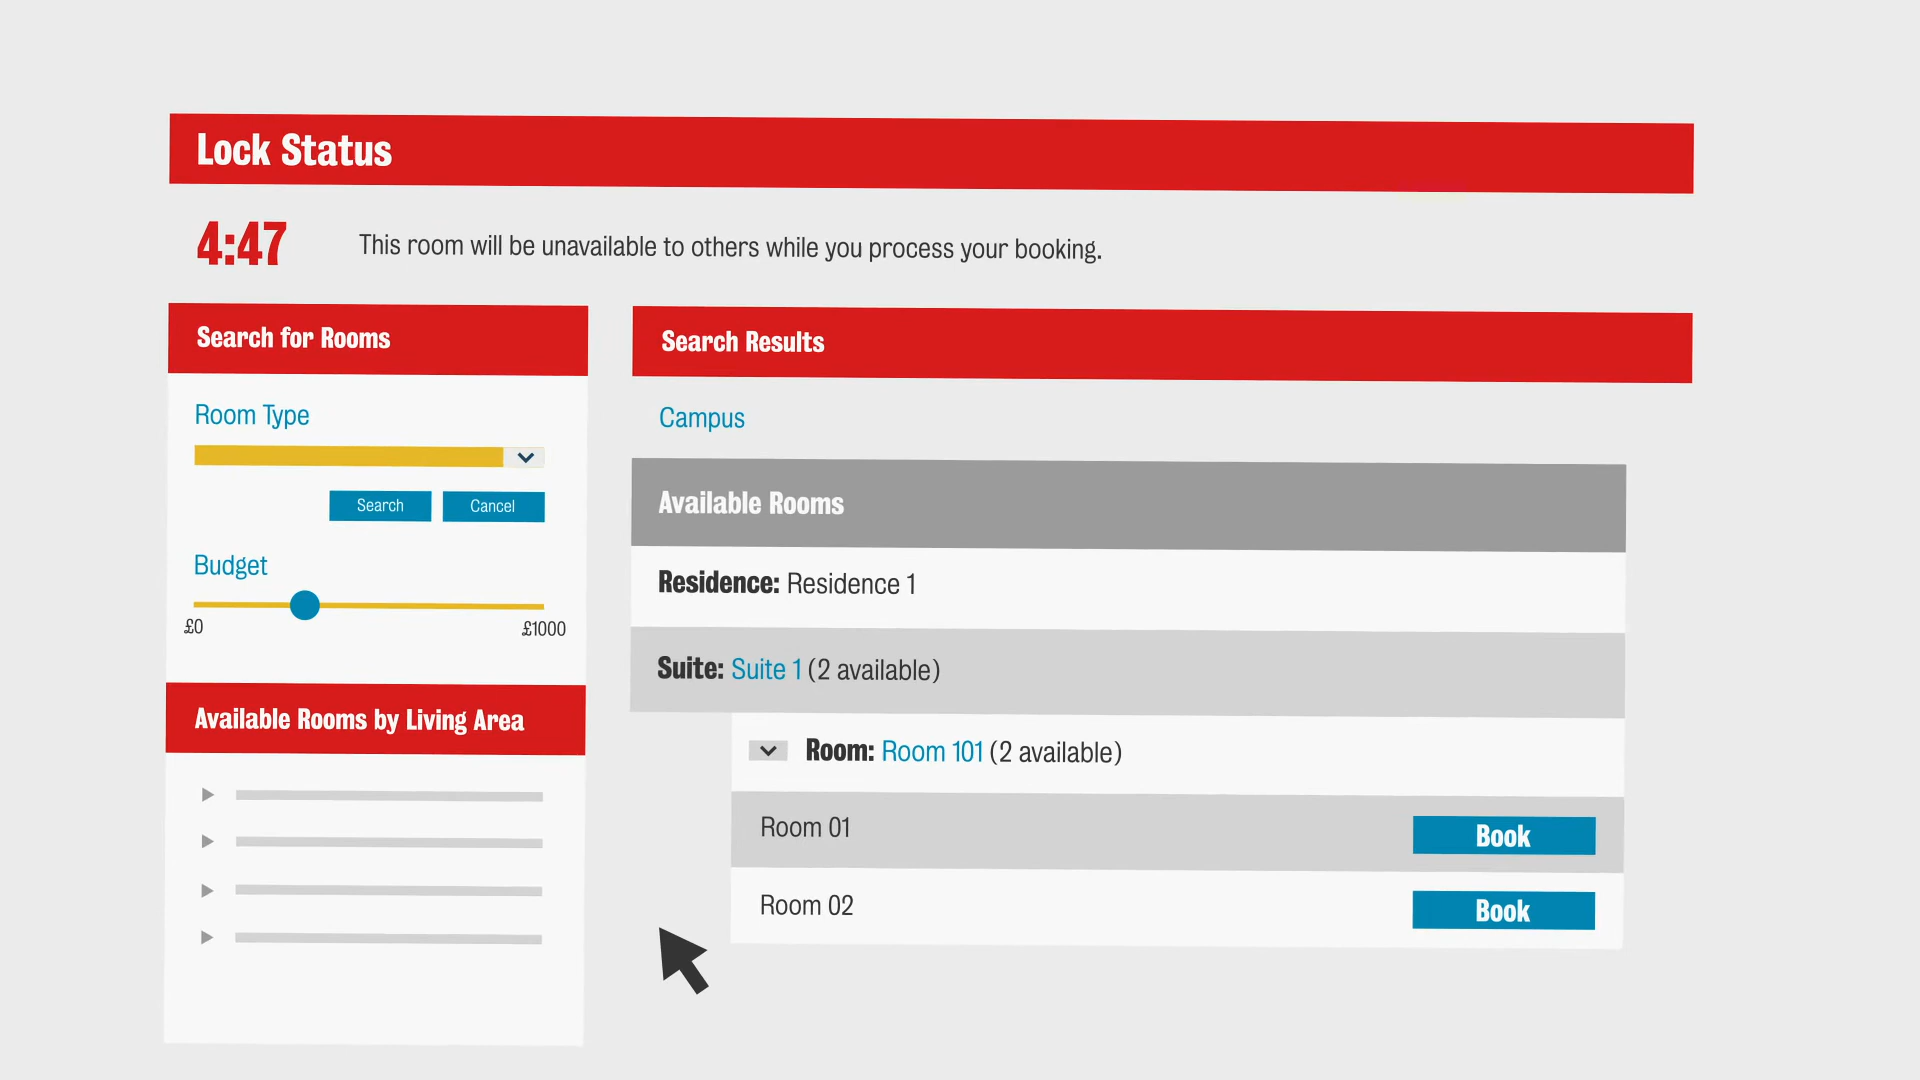 Lock Status
4:47
This room will be unavailable to others while you process your booking.
Search for Rooms
Room Type
Search
Cancel
Budget
£0
£1000
Available Rooms by Living Area
Search Results
Campus
Available Rooms
Residence: Residence 1
Suite: Suite 1 (2 available)
Room: Room 101 (2 available)
Room 01
Book
Room 02
Book